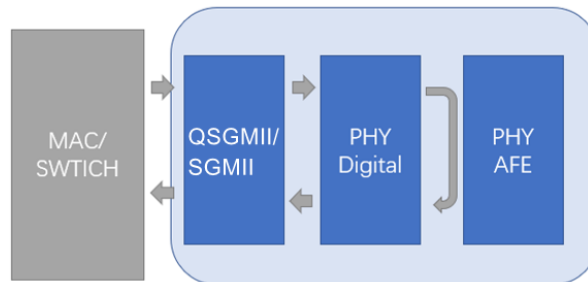 MAC/
SWTICH
QSGMII/
SGMII
PHY
Digital
PHY
AFE